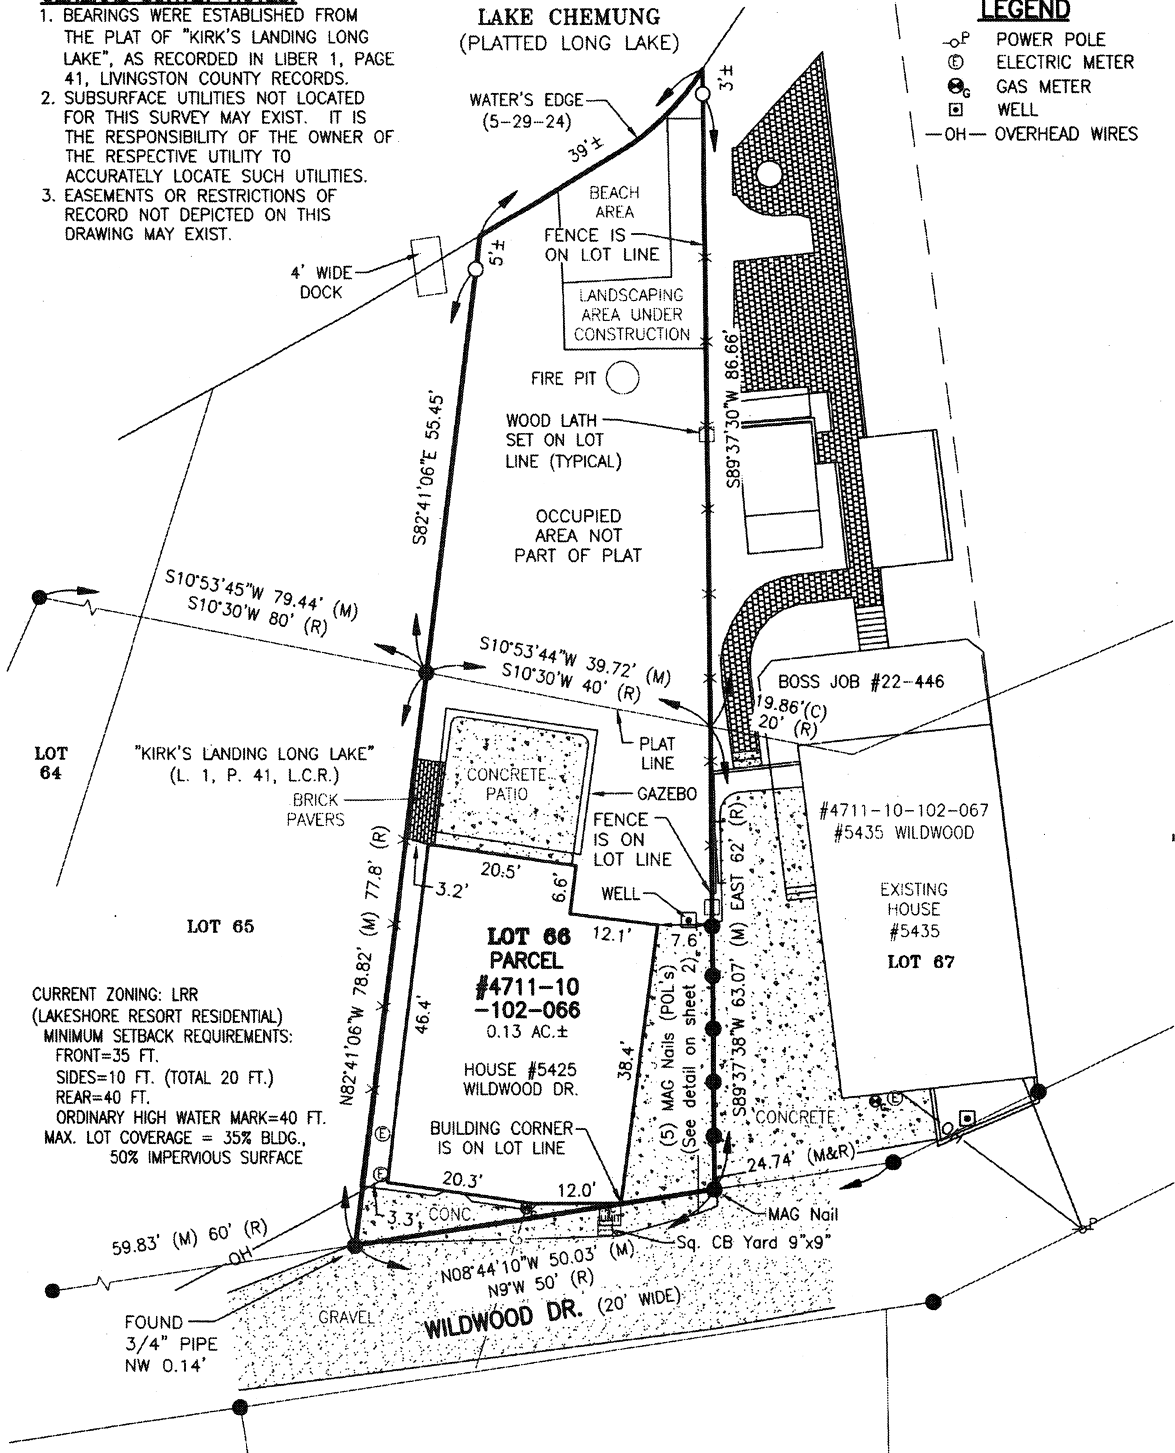 1. BEARINGS WERE ESTABLISHED FROM
THE PLAT OF "KIRK'S LANDING LONG
LAKE", AS RECORDED IN LIBER 1, PAGE
41, LIVINGSTON COUNTY RECORDS.
2. SUBSURFACE UTILITIES NOT LOCATED
FOR THIS SURVEY MAY EXIST. IT IS
THE RESPONSIBILITY OF THE OWNER OF
THE RESPECTIVE UTILITY TO
ACCURATELY LOCATE SUCH UTILITIES.
3. EASEMENTS OR RESTRICTIONS OF
RECORD NOT DEPICTED ON THIS
DRAWING MAY EXIST.
LAKE CHEMUNG
(PLATTED LONG LAKE)
LEGEND
P POWER POLE
E ELECTRIC METER
G GAS METER
WELL
—OH— OVERHEAD WIRES
WATER'S EDGE
(5-29-24)
3'±
39'±
5'±
BEACH
AREA
FENCE IS
ON LOT LINE
4' WIDE
DOCK
LANDSCAPING
AREA UNDER
CONSTRUCTION
FIRE PIT
WOOD LATH
SET ON LOT
LINE (TYPICAL)
S89°37'30"W 86.66'
S82°41'06"E 55.45'
OCCUPIED
AREA NOT
PART OF PLAT
S10°53'45"W 79.44' (M)
S10°30'W 80' (R)
S10°53'44"W 39.72' (M)
S10°30'W 40' (R)
19.86'(C)
20' (R)
BOSS JOB #22-446
PLAT
LINE
LOT
64
"KIRK'S LANDING LONG LAKE"
(L. 1, P. 41, L.C.R.)
BRICK
PAVERS
CONCRETE
PATIO
GAZEBO
FENCE
IS ON
LOT LINE
#4711-10-102-067
#5435 WILDWOOD
EXISTING
HOUSE
#5435
LOT 67
20.5'
3.2'
6.6'
WELL
12.1'
7.6'
LOT 65
LOT 66
PARCEL
#4711-10
-102-066
0.13 AC.±
HOUSE #5425
WILDWOOD DR.
46.4'
38.4'
N82°41'06"W 78.82' (M) 77.8' (R)
(5) MAG Nails (POL's)
(See detail on sheet 2)
S89°37'38"W 63.07' (M) EAST 62' (R)
CURRENT ZONING: LRR
(LAKESHORE RESORT RESIDENTIAL)
MINIMUM SETBACK REQUIREMENTS:
FRONT=35 FT.
SIDES=10 FT. (TOTAL 20 FT.)
REAR=40 FT.
ORDINARY HIGH WATER MARK=40 FT.
MAX. LOT COVERAGE = 35% BLDG.,
50% IMPERVIOUS SURFACE
BUILDING CORNER
IS ON LOT LINE
CONCRETE
G
E
E
E
24.74' (M&R)
20.3'
12.0'
3.3'
CONC.
MAG Nail
Sq. CB Yard 9"x9"
P
59.83' (M) 60' (R)
OH
N08°44'10"W 50.03' (M)
N9°W 50' (R)
GRAVEL
WILDWOOD DR. (20' WIDE)
FOUND
3/4" PIPE
NW 0.14'